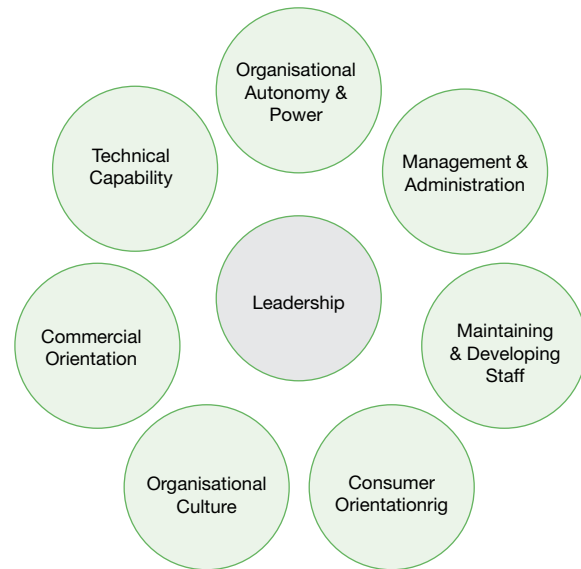 Organisational
Autonomy &
Power
Technical
Capability
Management &
Administration
Leadership
Commercial
Orientation
Maintaining
& Developing
Staff
Organisational
Culture
Consumer
Orientationrig